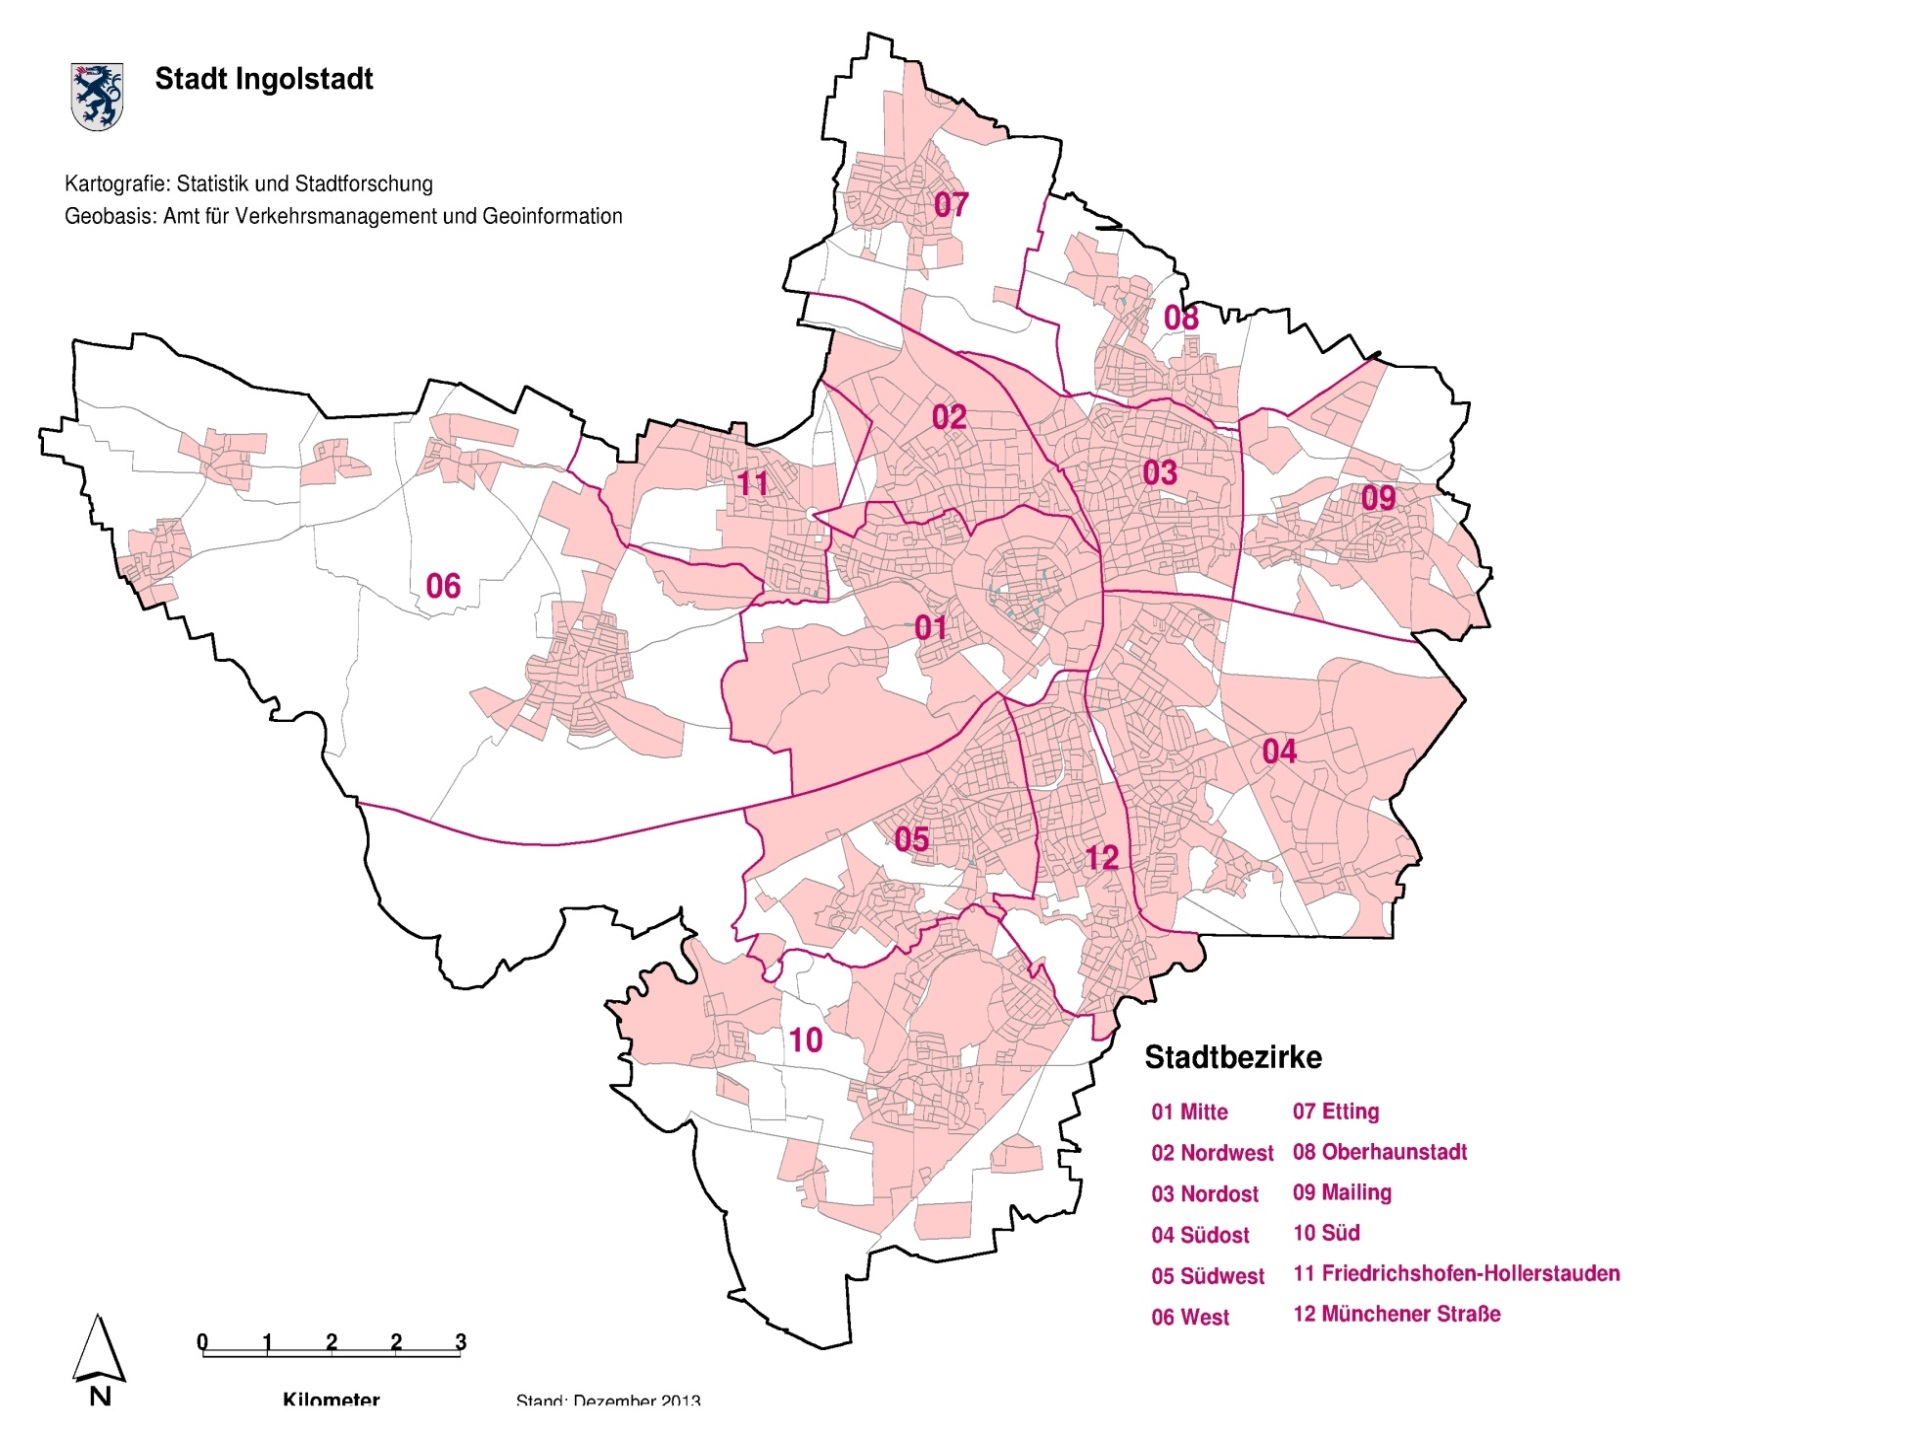 Stadt Ingolstadt
Kartografie: Statistik und Stadtforschung
Geobasis: Amt für Verkehrsmanagement und Geoinformation
07
08
02
03
11
09
06
01
04
05
12
10
Stadtbezirke
01 Mitte
02 Nordwest
03 Nordost
04 Südost
05 Südwest
06 West
07 Etting
08 Oberhaunstadt
09 Mailing
10 Süd
11 Friedrichshofen-Hollerstauden
12 Münchener Straße
0 1 2 2 3
Kilometer
N
Stand: Dezember 2013